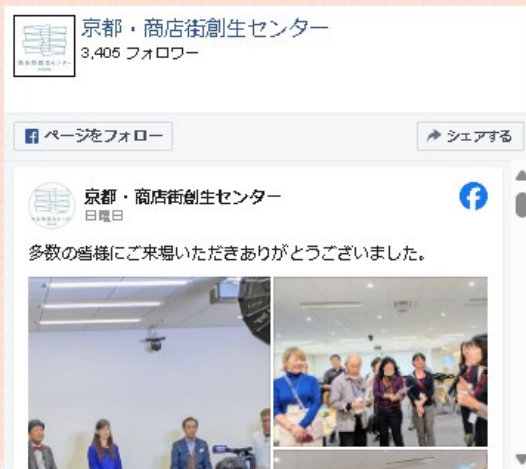 京都・商店街創生センター
3,405 フォロワー
ページをフォロー
シェアする
京都・商店街創生センター
日曜日
多数の皆様にご来場いただきありがとうございました。